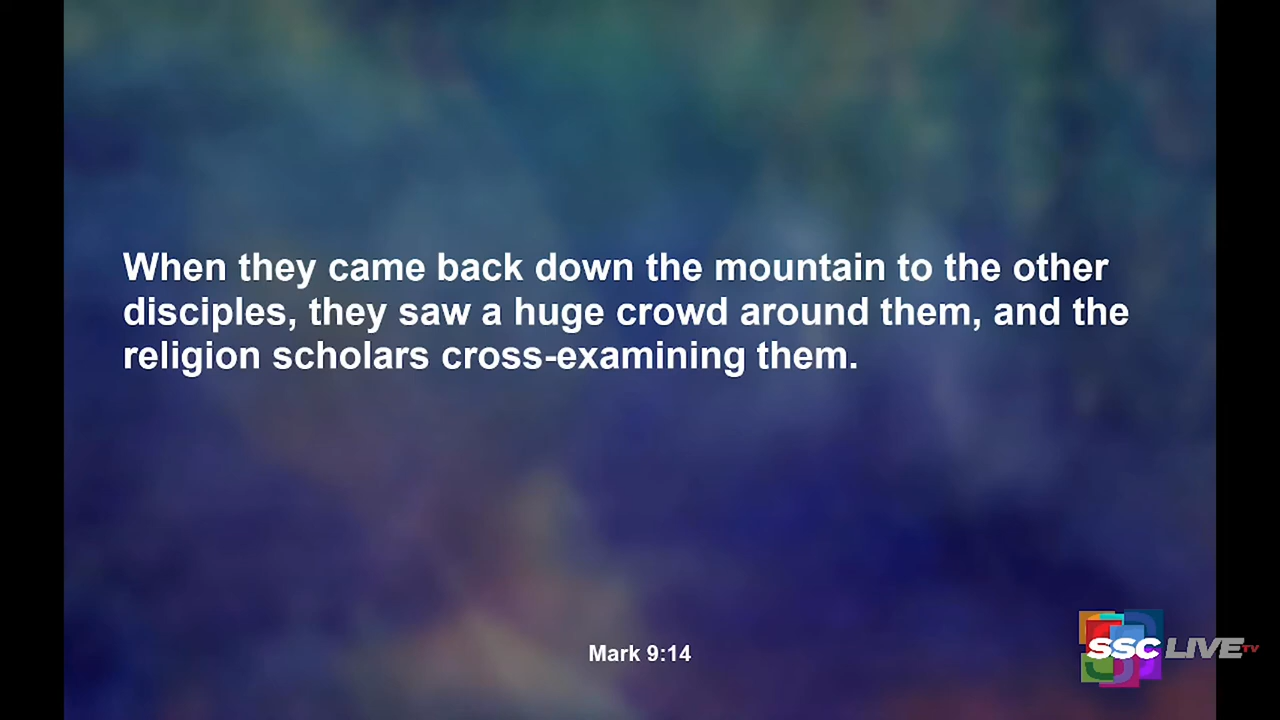 When they came back down the mountain to the other
disciples, they saw a huge crowd around them, and the
religion scholars cross-examining them.
Mark 9:14
SSC LIVE TV